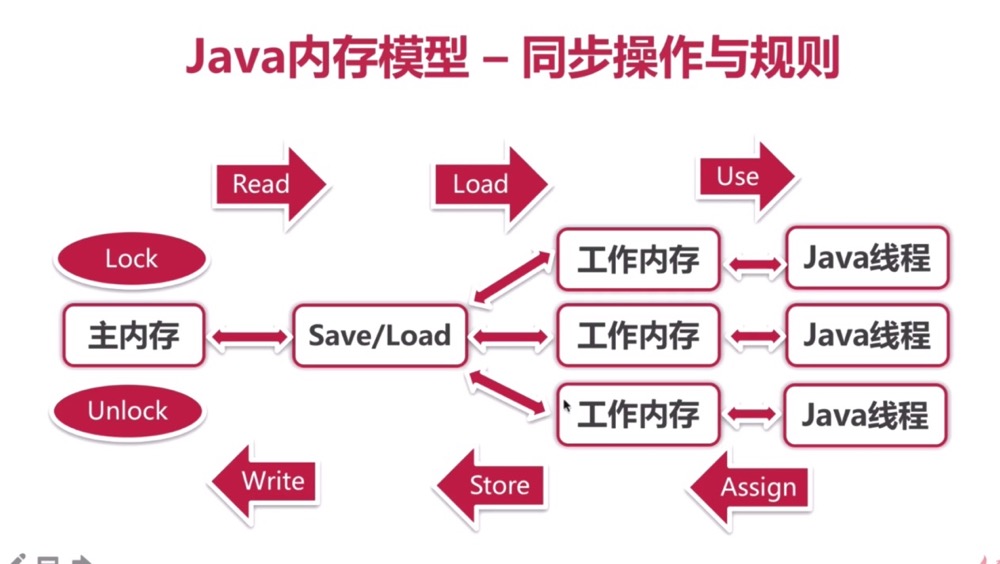 Java内存模型 – 同步操作与规则
Read
Load
Use
Lock
工作内存
Java线程
主内存
Save/Load
工作内存
Java线程
Unlock
工作内存
Java线程
Write
Store
Assign